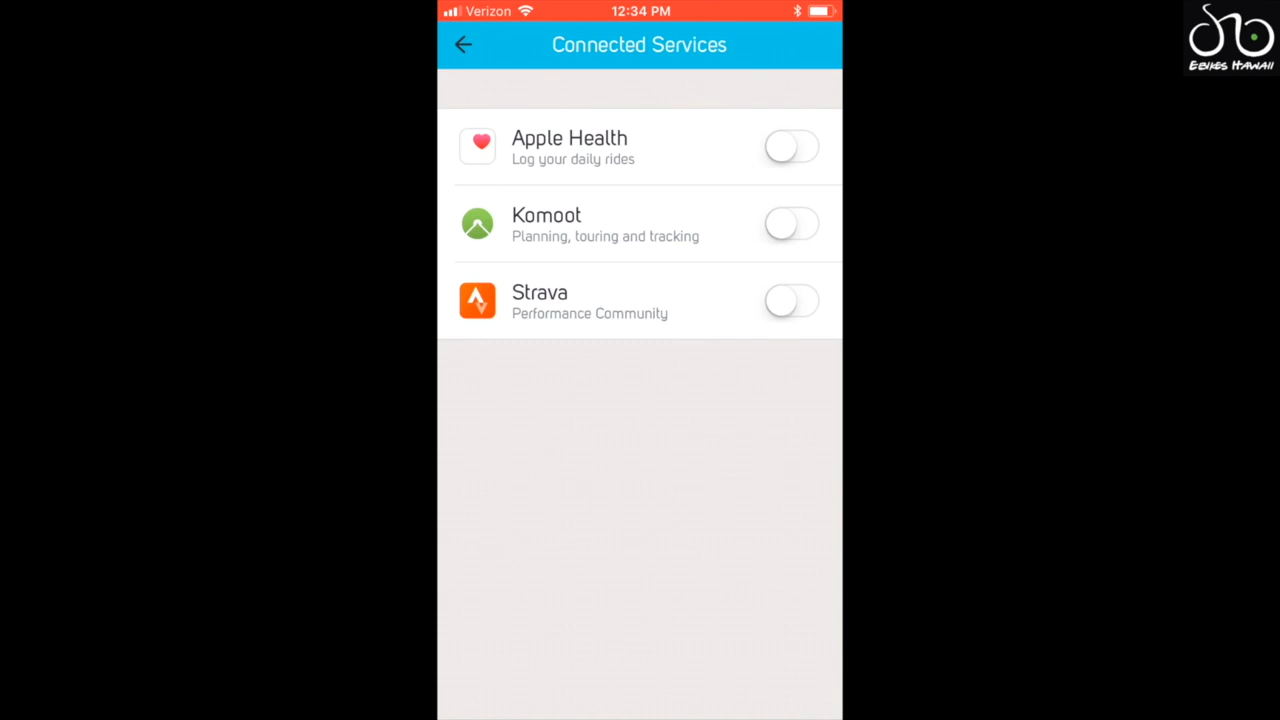 Verizon
12:34 PM
Connected Services
Apple Health
Log your daily rides
Komoot
Planning, touring and tracking
Strava
Performance Community
EBIKES HAWAII